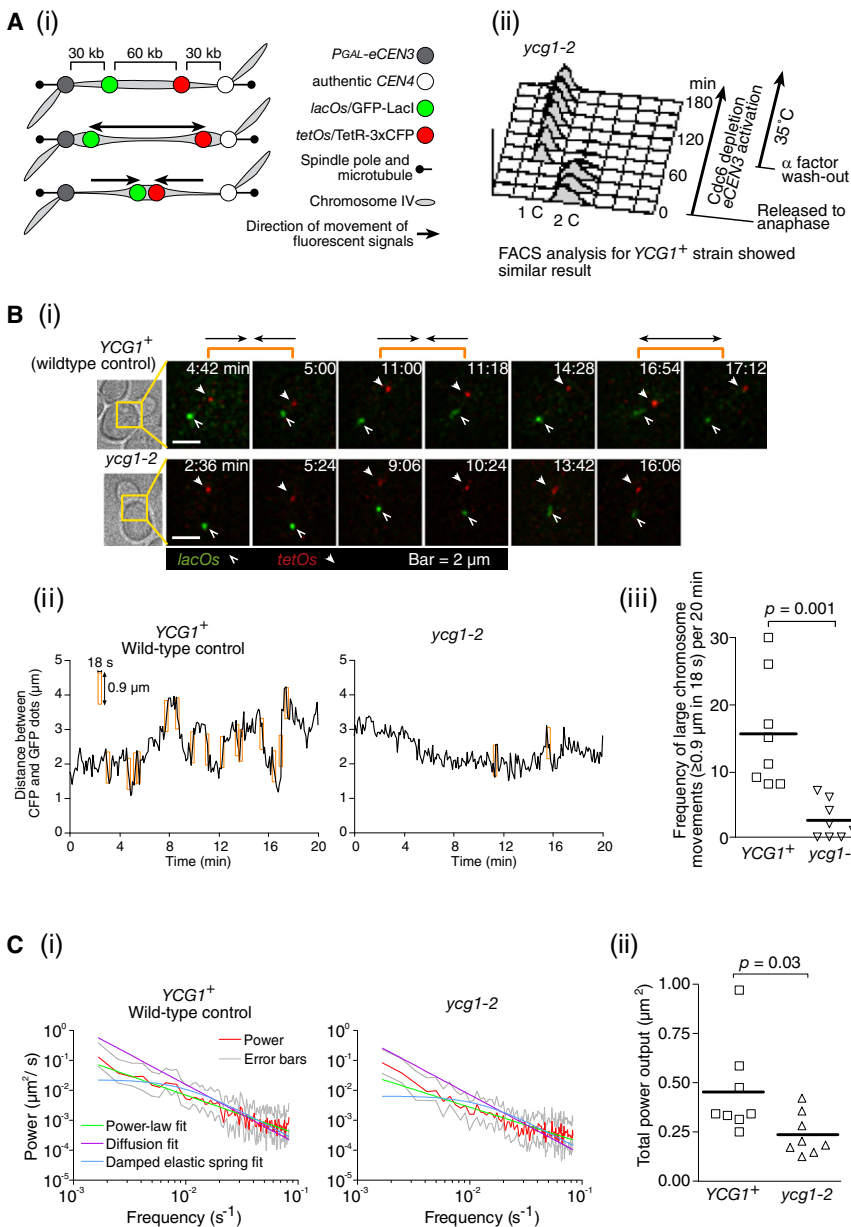 A (i)
30 kb 60 kb 30 kb
PGAL-eCEN3
authentic CEN4
lacOs/GFP-LacI
tetOs/TetR-3xCFP
Spindle pole and
microtubule
Chromosome IV
Direction of movement of
fluorescent signals
(ii)
ycg1-2
min
180
120
60
0
1 C 2 C
Cdc6 depletion
eCEN3 activation
35°C
α factor
wash-out
Released to
anaphase
FACS analysis for YCG1+ strain showed
similar result
B (i)
YCG1+
(wildtype control)
4:42 min 5:00 11:00 11:18 14:28 16:54 17:12
ycg1-2
2:36 min 5:24 9:06 10:24 13:42 16:06
lacOs tetOs Bar = 2 µm
(ii)
YCG1+
Wild-type control
18 s
0.9 µm
Distance between
CFP and GFP dots (µm)
5
4
3
2
1
0
0 4 8 12 16 20
Time (min)
ycg1-2
5
4
3
2
1
0
0 4 8 12 16 20
Time (min)
(iii)
p = 0.001
Frequency of large chromosome
movements (≥0.9 µm in 18 s) per 20 min
30
20
10
0
YCG1+ ycg1-
C (i)
YCG1+
Wild-type control
Power
Error bars
Power (µm²/ s)
10⁰
10⁻¹
10⁻²
10⁻³
10⁻⁴
10⁻⁵
Power-law fit
Diffusion fit
Damped elastic spring fit
10⁻³ 10⁻² 10⁻¹
Frequency (s⁻¹)
ycg1-2
10⁰
10⁻¹
10⁻²
10⁻³
10⁻⁴
10⁻⁵
10⁻³ 10⁻² 10⁻¹
Frequency (s⁻¹)
(ii)
p = 0.03
Total power output (µm²)
1.00
0.75
0.50
0.25
0.00
YCG1+ ycg1-2